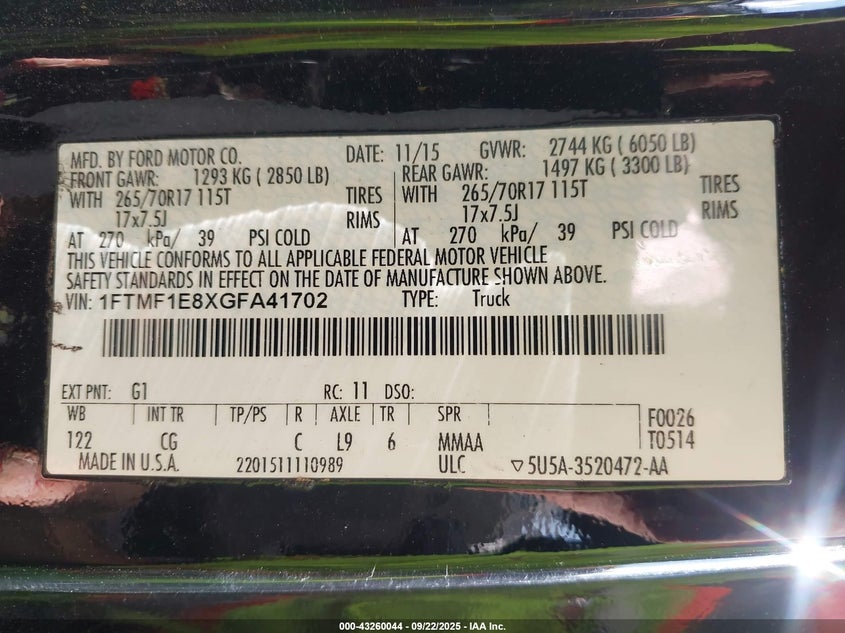 MFD. BY FORD MOTOR CO. DATE: 11/15 GVWR: 2744 KG ( 6050 LB)
FRONT GAWR: 1293 KG ( 2850 LB) REAR GAWR: 1497 KG ( 3300 LB)
WITH 265/70R17 115T TIRES WITH 265/70R17 115T TIRES
17x7.5J RIMS 17x7.5J RIMS
AT 270 kPa/ 39 PSI COLD AT 270 kPa/ 39 PSI COLD
THIS VEHICLE CONFORMS TO ALL APPLICABLE FEDERAL MOTOR VEHICLE
SAFETY STANDARDS IN EFFECT ON THE DATE OF MANUFACTURE SHOWN ABOVE.
VIN: 1FTMF1E8XGFA41702 TYPE: Truck
EXT PNT: G1 RC: 11 DSO:
WB INT TR TP/PS R AXLE TR SPR F0026
122 CG C L9 6 MMAA T0514
MADE IN U.S.A. 2201511110989 ULC ▽5U5A-3520472-AA
000-43260044 - 09/22/2025 - IAA Inc.